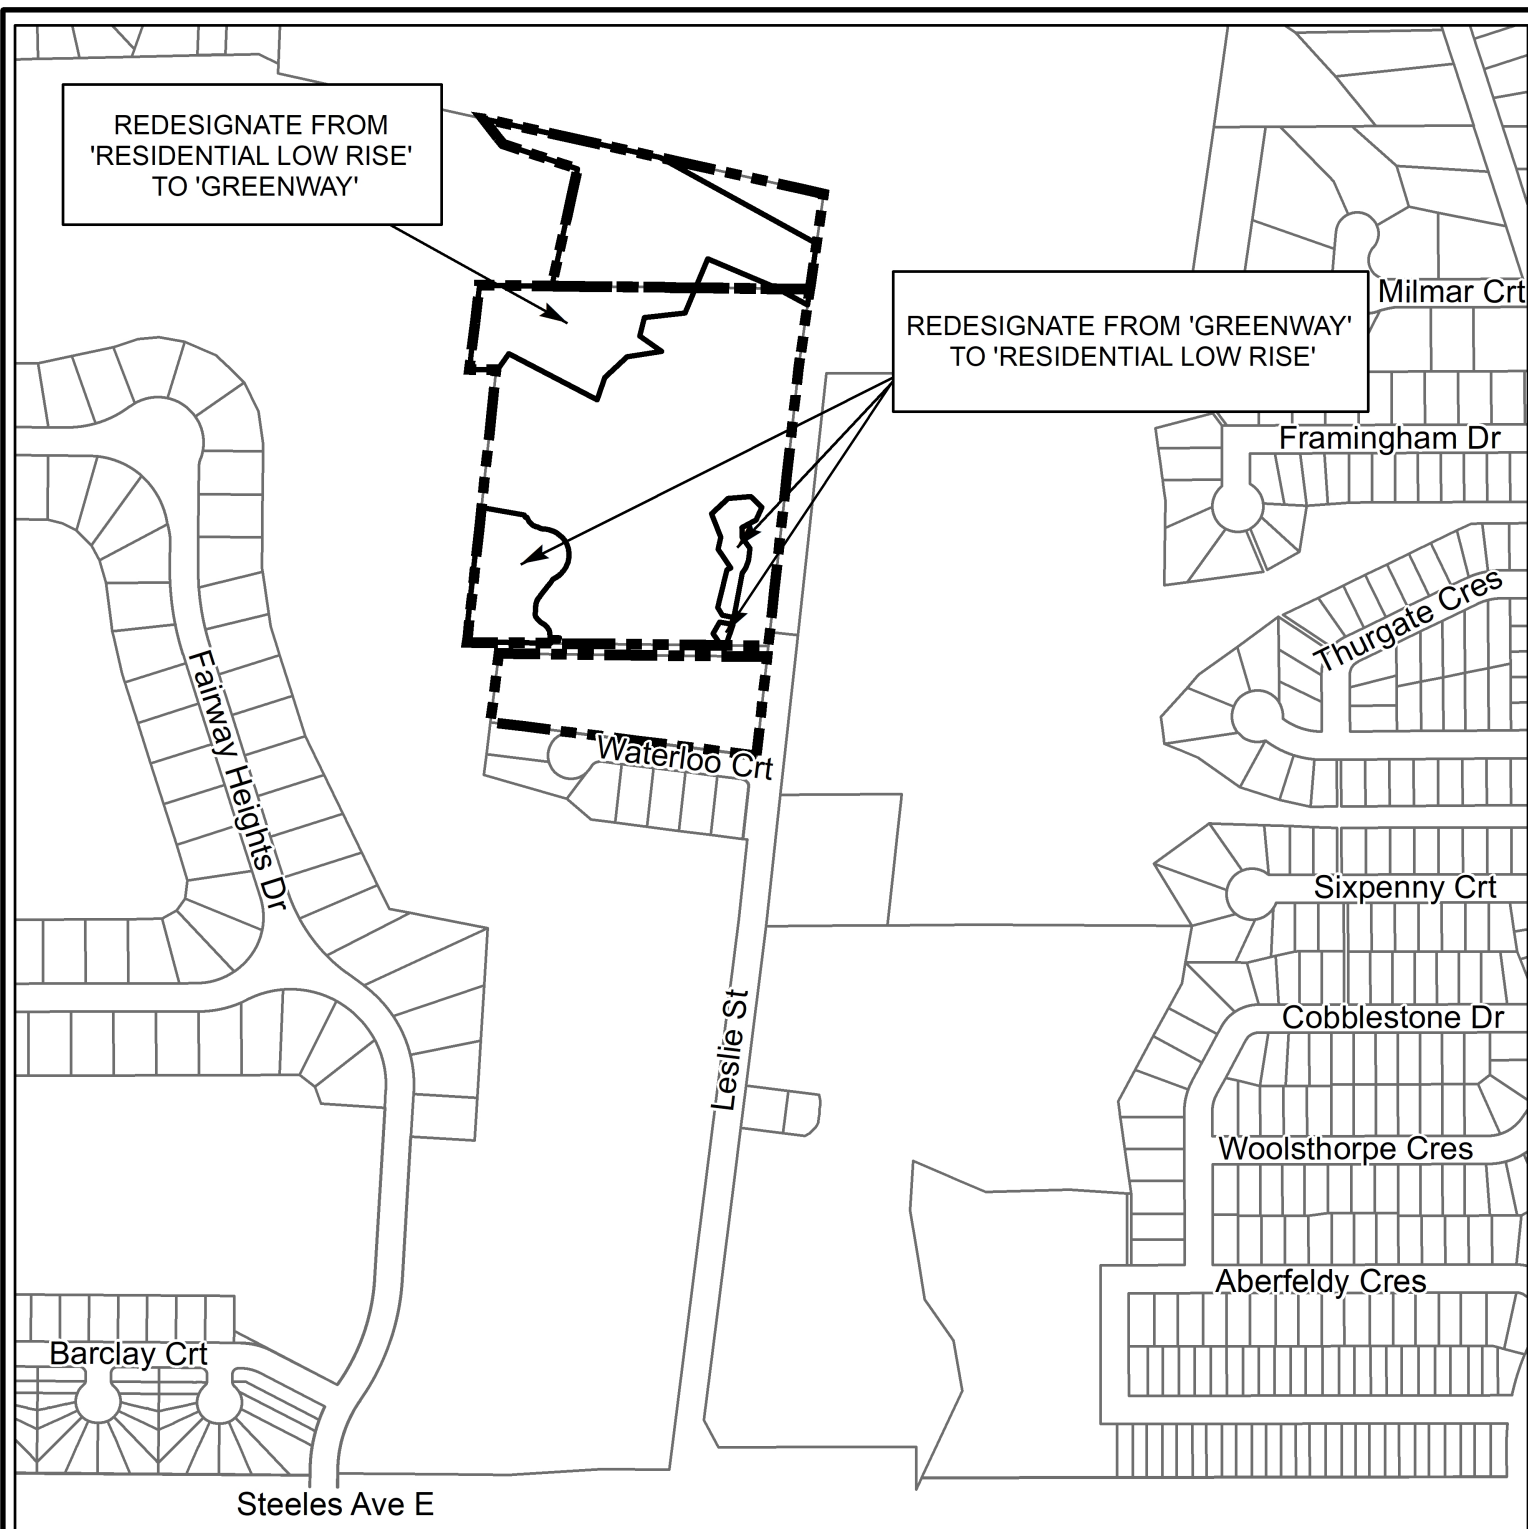 REDESIGNATE FROM
'RESIDENTIAL LOW RISE'
TO 'GREENWAY'
REDESIGNATE FROM 'GREENWAY'
TO 'RESIDENTIAL LOW RISE'
Milmar Crt
Framingham Dr
Thurgate Cres
Fairway Heights Dr
Waterloo Crt
Sixpenny Crt
Leslie St
Cobblestone Dr
Woolsthorpe Cres
Aberfeldy Cres
Barclay Crt
Steeles Ave E